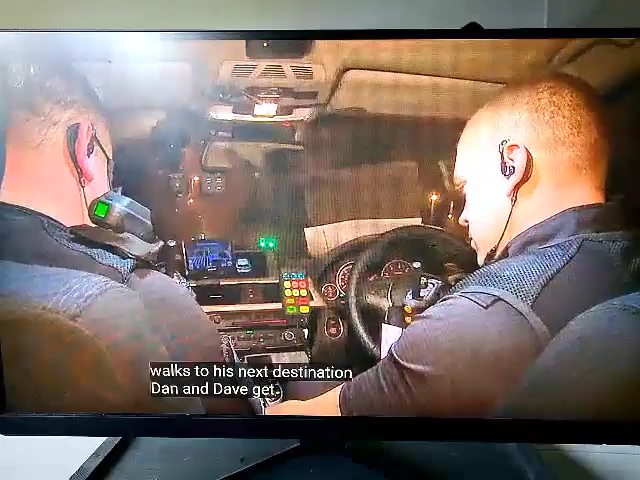 walks to his next destination
Dan and Dave get.